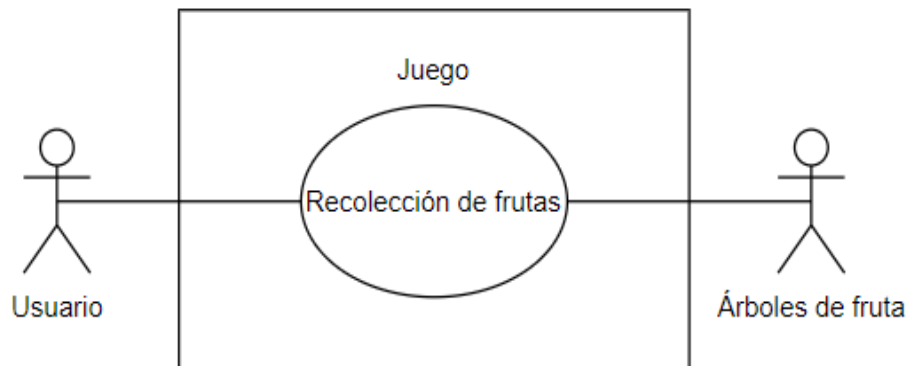 Juego
Recolección de frutas
Usuario
Árboles de fruta